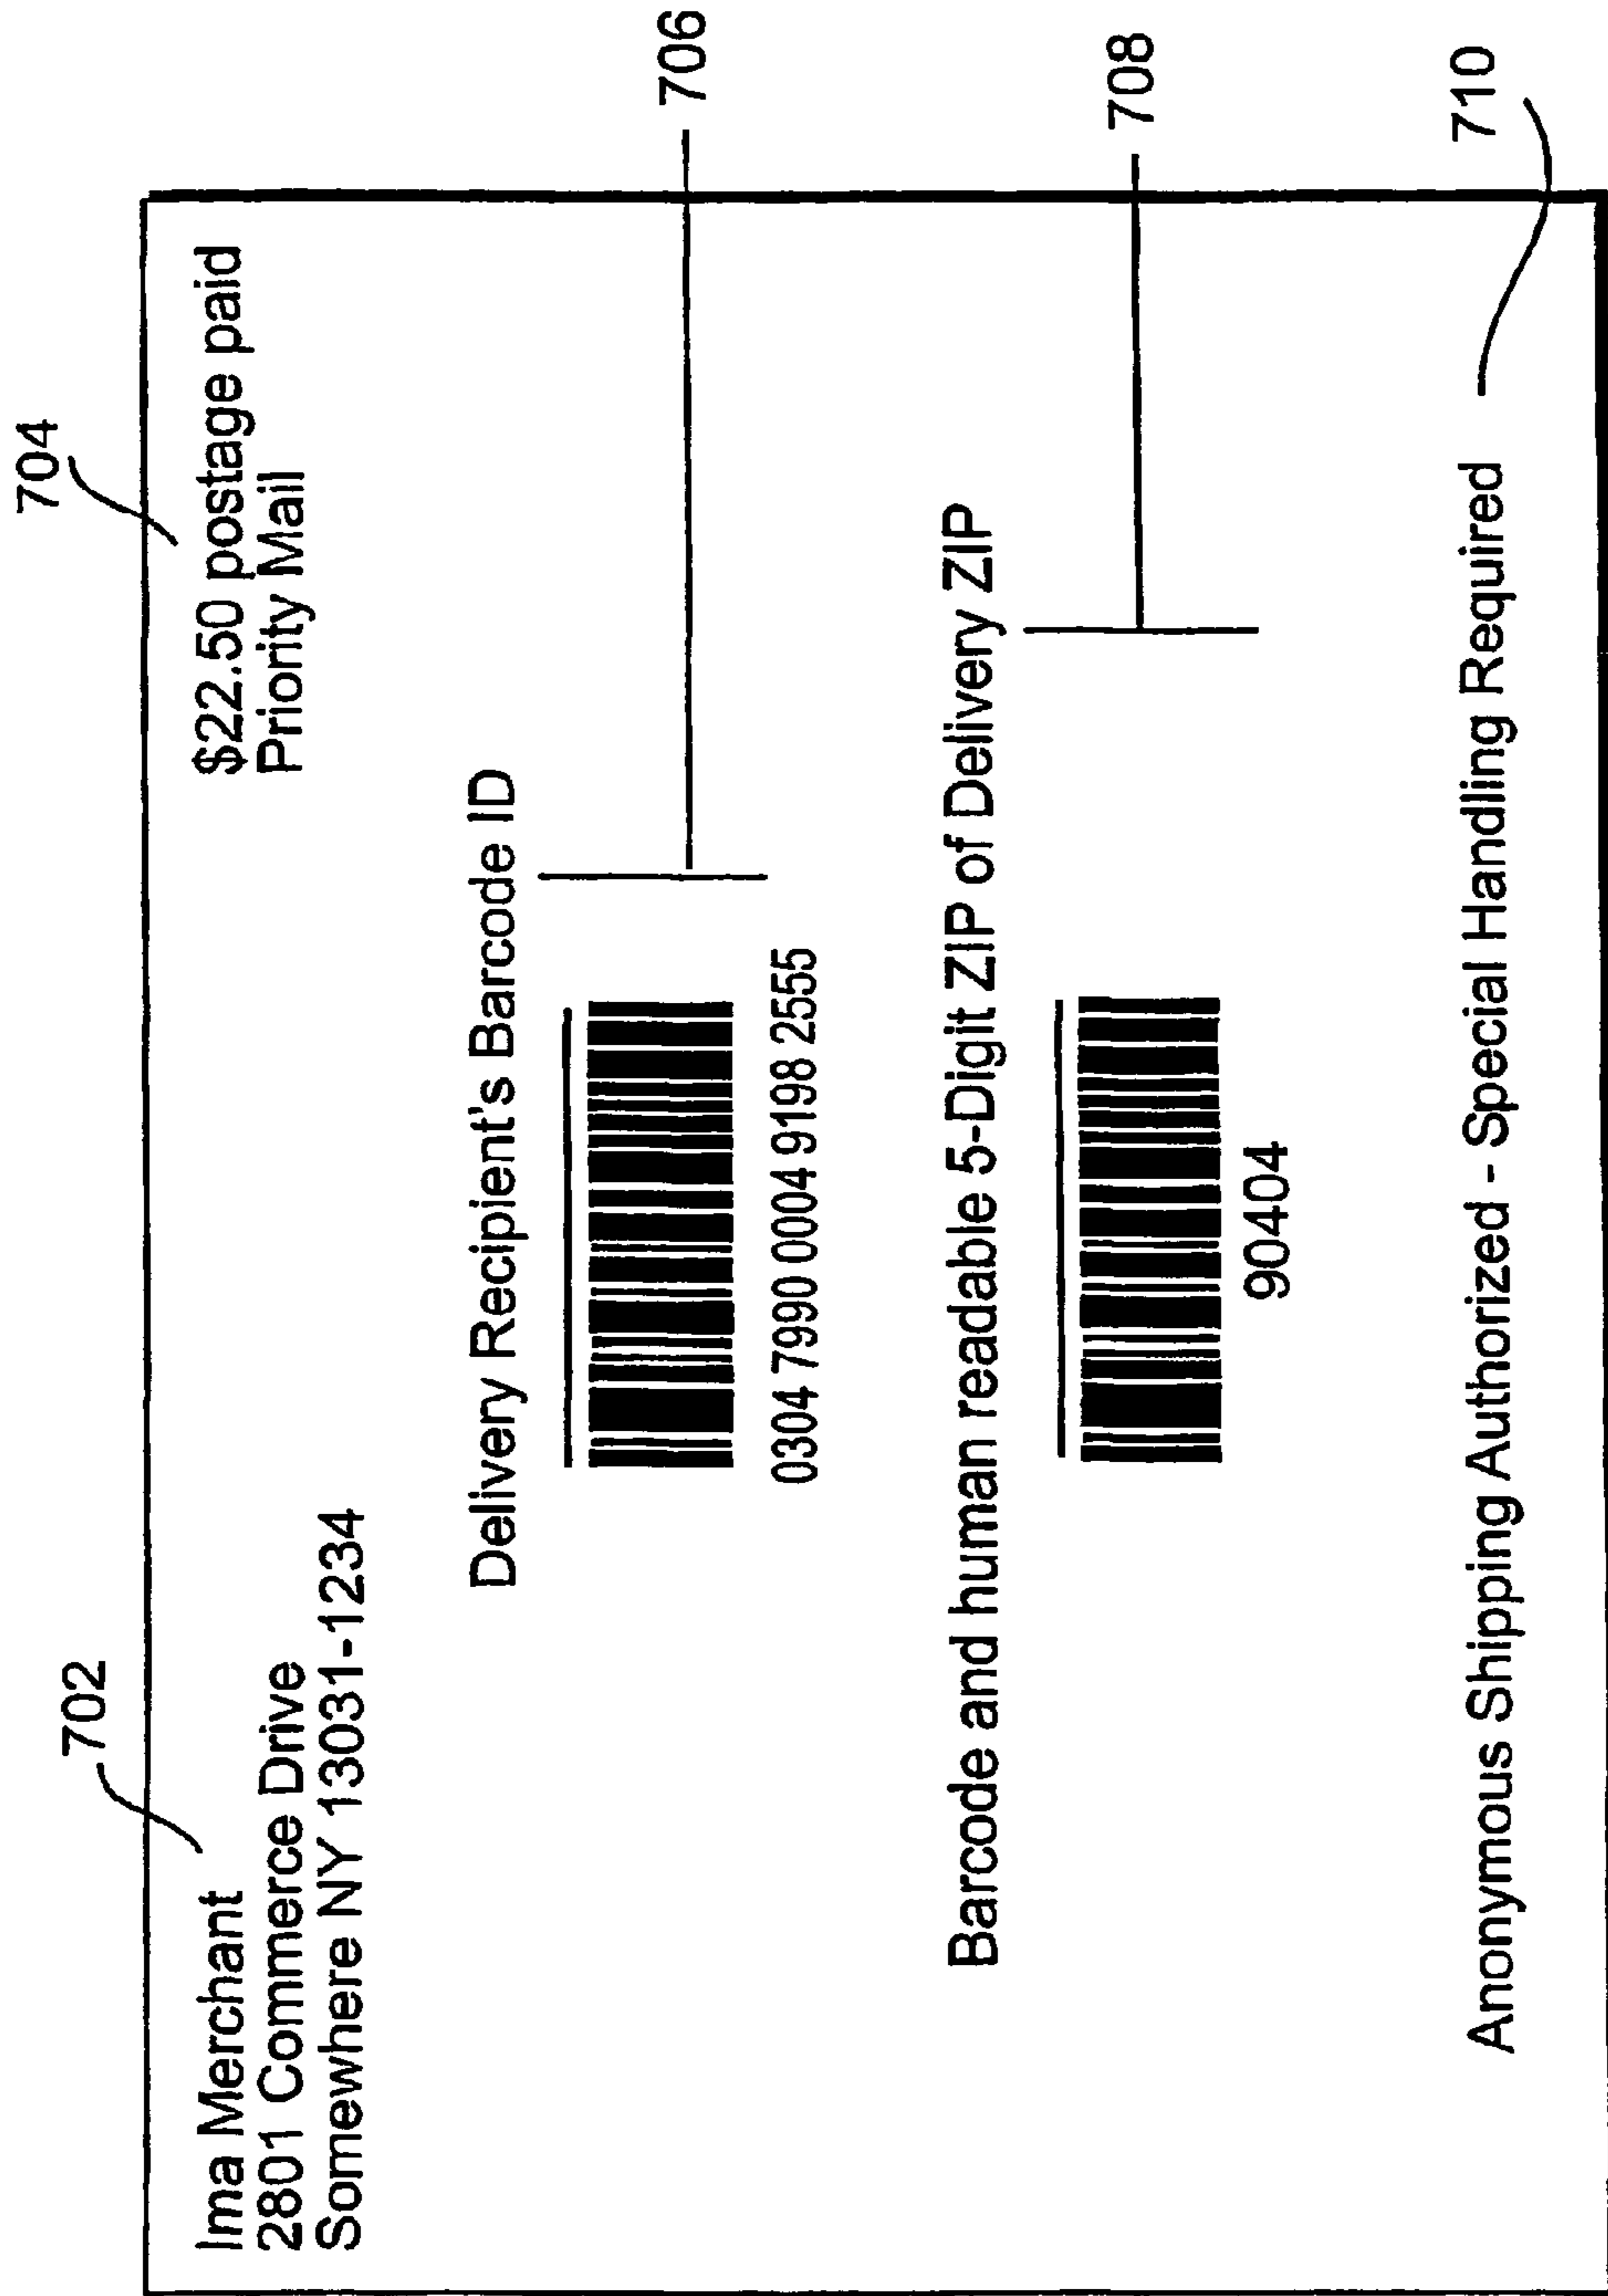 702
704
Ima Merchant
2801 Commerce Drive
Somewhere NY 13031-1234
$22.50 postage paid
Priority Mail
Delivery Recipient's Barcode ID
706
0304 7990 0004 9198 2555
Barcode and human readable 5-Digit ZIP of Delivery ZIP
708
90404
Anonymous Shipping Authorized - Special Handling Required
710